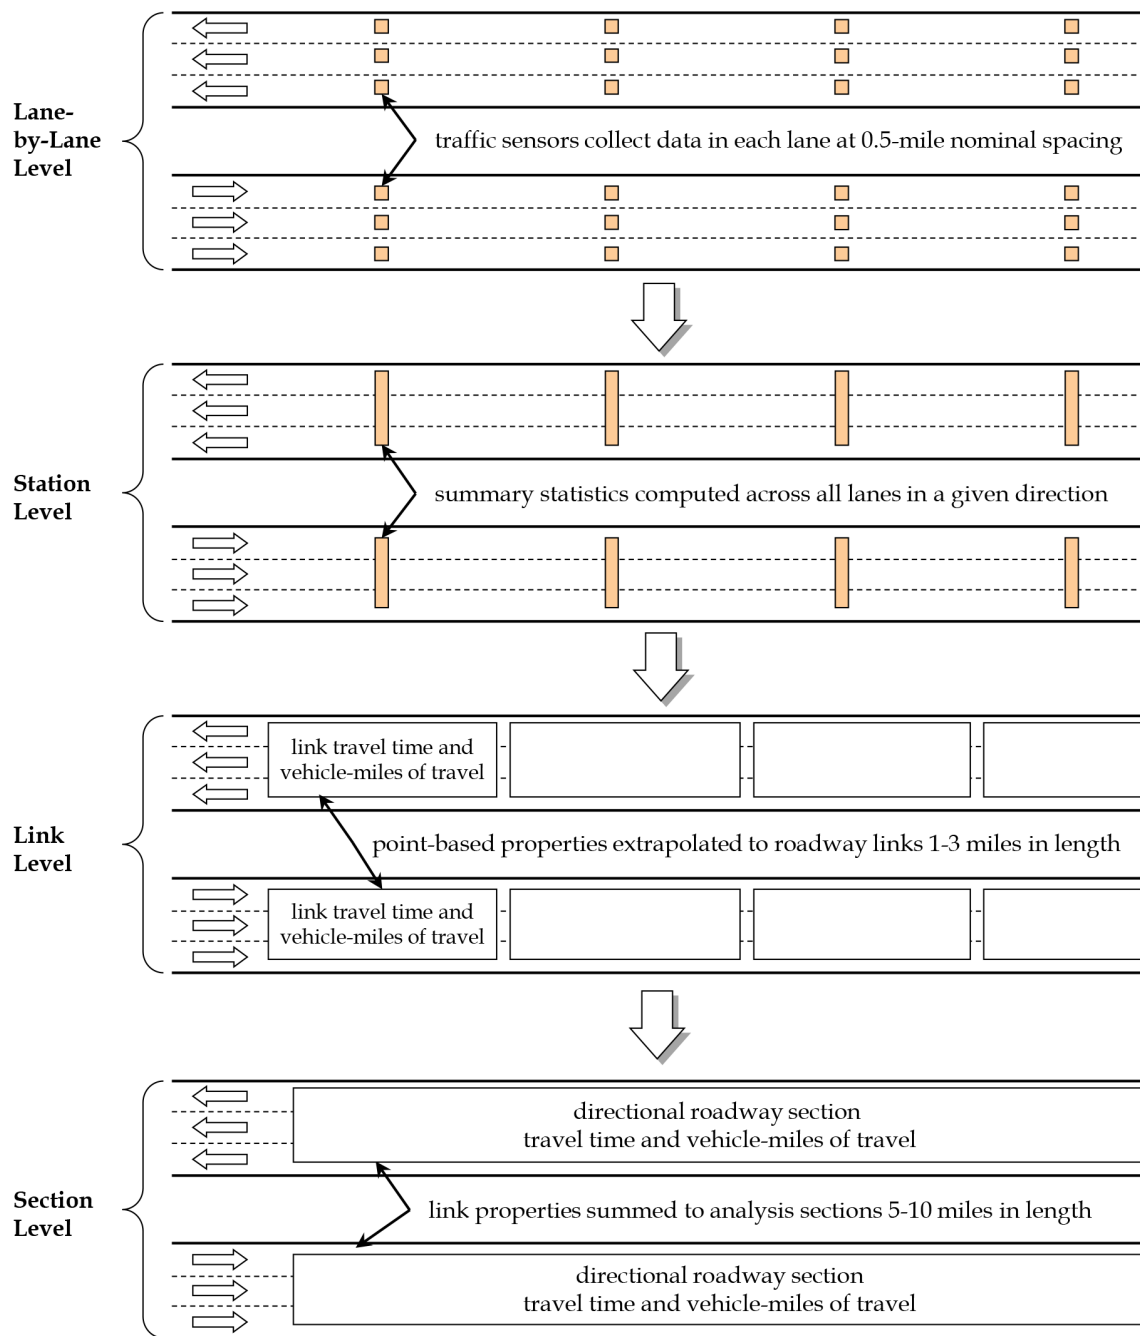 Lane-
by-Lane
Level
traffic sensors collect data in each lane at 0.5-mile nominal spacing
Station
Level
summary statistics computed across all lanes in a given direction
link travel time and
vehicle-miles of travel
Link
Level
point-based properties extrapolated to roadway links 1-3 miles in length
link travel time and
vehicle-miles of travel
directional roadway section
travel time and vehicle-miles of travel
Section
Level
link properties summed to analysis sections 5-10 miles in length
directional roadway section
travel time and vehicle-miles of travel